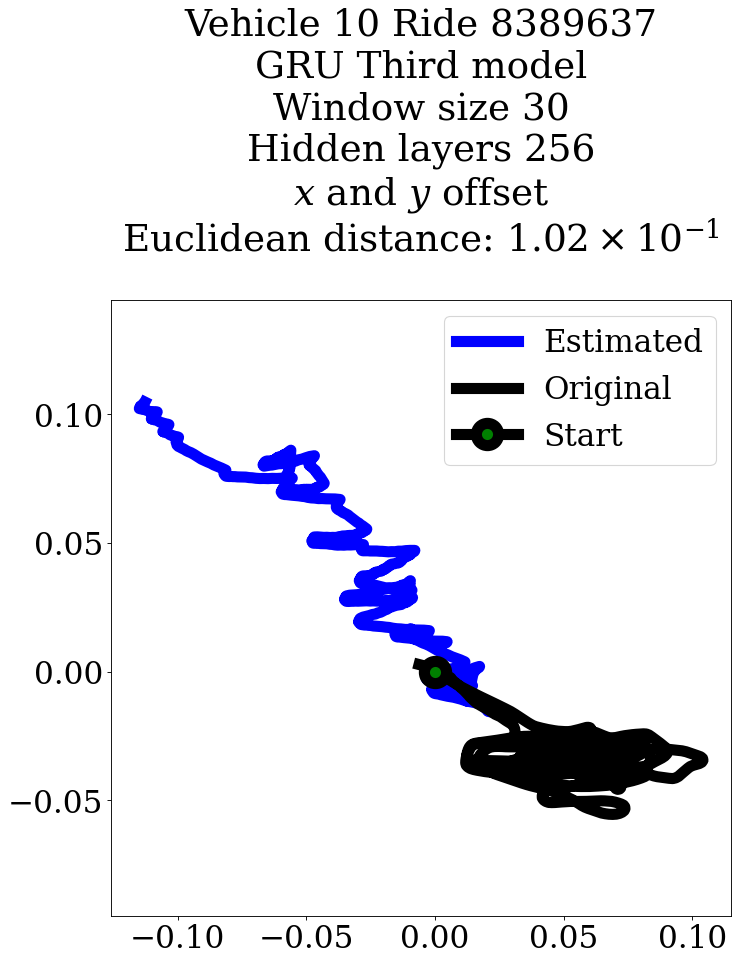 Vehicle 10 Ride 8389637
GRU Third model
Window size 30
Hidden layers 256
x and y offset
Euclidean distance: 1.02 × 10⁻¹
Estimated
Original
Start
0.10
0.05
0.00
−0.05
−0.10 −0.05 0.00 0.05 0.10